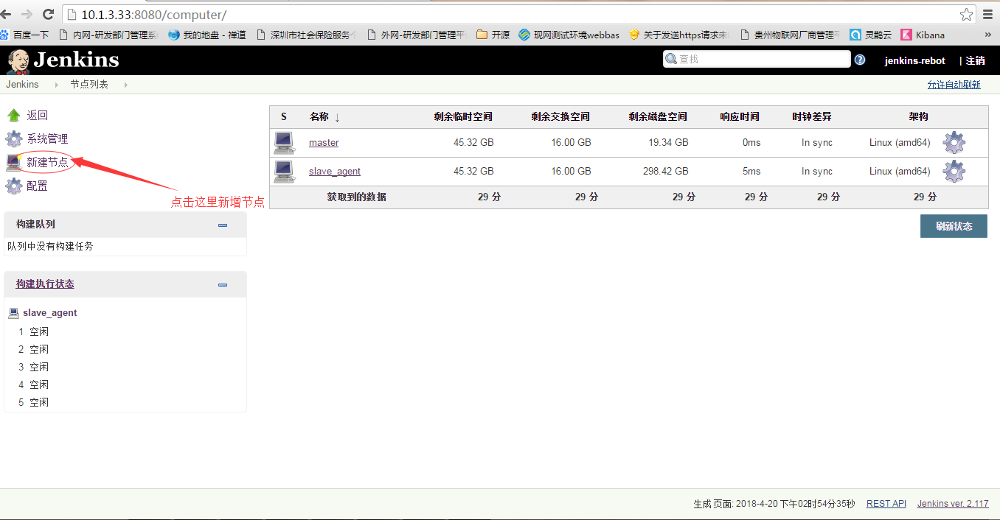 10.1.3.33:8080/computer/
百度一下 内网-研发部门管理系 我的地盘 - 禅道 深圳市社会保险服务个 外网-研发部门管理平 开源 现网测试环境webbas 关于发送https请求未 贵州物联网厂商管理平 灵鹊云 Kibana »
Jenkins 查找 jenkins-rebot | 注销
Jenkins 节点列表 允许自动刷新
返回
系统管理
新建节点
配置
点击这里新增节点
S 名称 ↓ 剩余临时空间 剩余交换空间 剩余磁盘空间 响应时间 时钟差异 架构
master 45.32 GB 16.00 GB 19.34 GB 0ms In sync Linux (amd64)
slave_agent 45.32 GB 16.00 GB 298.42 GB 5ms In sync Linux (amd64)
获取到的数据 29 分 29 分 29 分 29 分 29 分 29 分
刷新状态
构建队列
队列中没有构建任务
构建执行状态
slave_agent
1 空闲
2 空闲
3 空闲
4 空闲
5 空闲
生成 页面: 2018-4-20 下午02时54分35秒 REST API Jenkins ver. 2.117